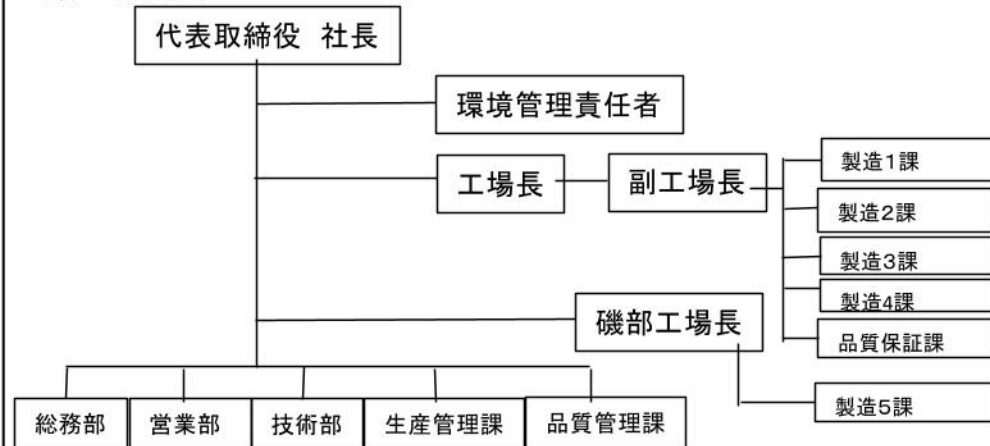 代表取締役 社長
環境管理責任者
工場長
副工場長
製造1課
製造2課
製造3課
製造4課
品質保証課
磯部工場長
製造5課
総務部
営業部
技術部
生産管理課
品質管理課